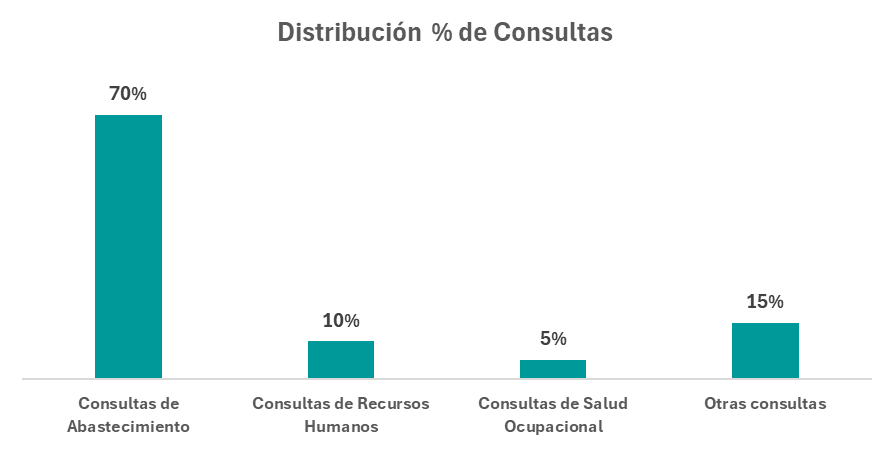 Distribución % de Consultas
70%
10%
5%
15%
Consultas de
Abastecimiento
Consultas de Recursos
Humanos
Consultas de Salud
Ocupacional
Otras consultas